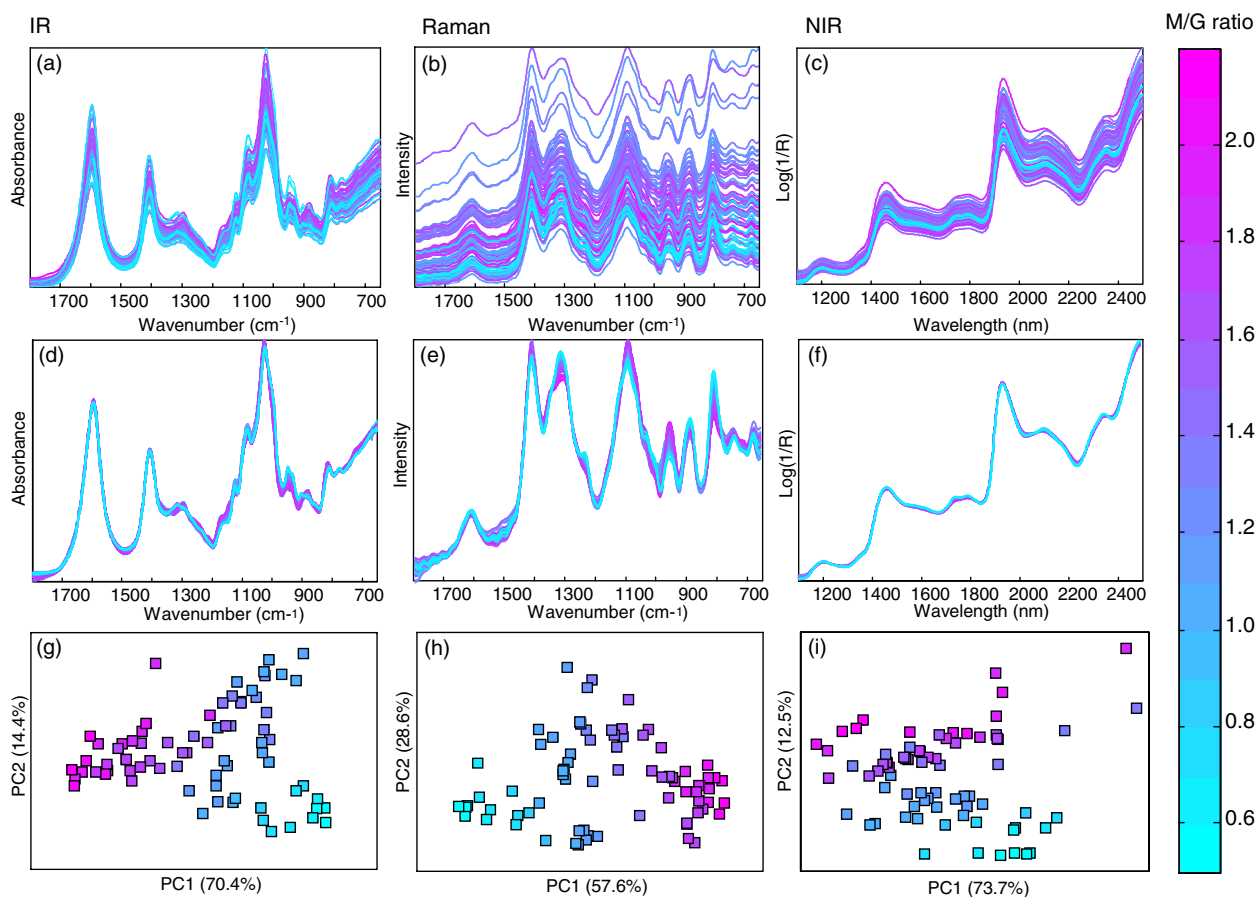 IR
Raman
NIR
M/G ratio
(a)
Absorbance
1700 1500 1300 1100 900 700
Wavenumber (cm-1)
(b)
Intensity
1700 1500 1300 1100 900 700
Wavenumber (cm-1)
(c)
Log(1/R)
1200 1400 1600 1800 2000 2200 2400
Wavelength (nm)
(d)
Absorbance
1700 1500 1300 1100 900 700
Wavenumber (cm-1)
(e)
Intensity
1700 1500 1300 1100 900 700
Wavenumber (cm-1)
(f)
Log(1/R)
1200 1400 1600 1800 2000 2200 2400
Wavelength (nm)
(g)
PC2 (14.4%)
PC1 (70.4%)
(h)
PC2 (28.6%)
PC1 (57.6%)
(i)
PC2 (12.5%)
PC1 (73.7%)
2.0
1.8
1.6
1.4
1.2
1.0
0.8
0.6